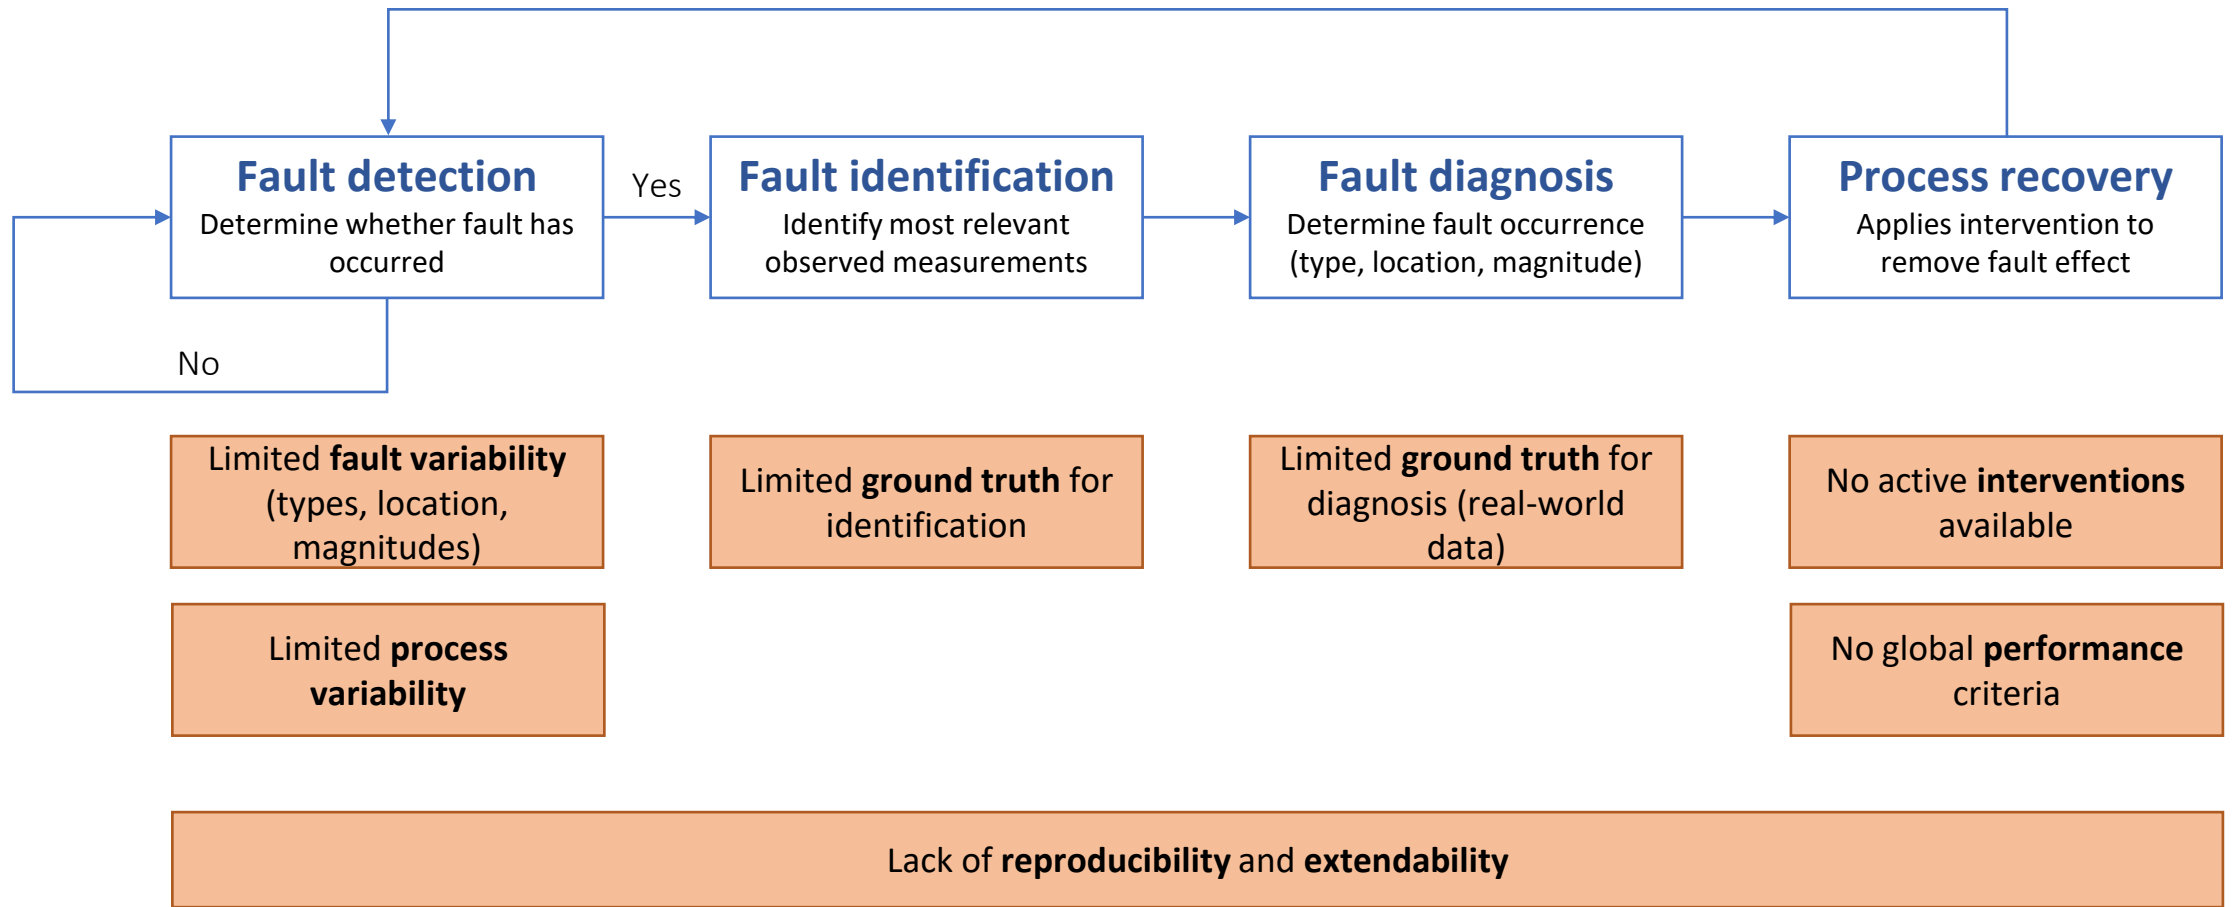 Fault detection
Determine whether fault has
occurred
Yes
No
Fault identification
Identify most relevant
observed measurements
Fault diagnosis
Determine fault occurrence
(type, location, magnitude)
Process recovery
Applies intervention to
remove fault effect
Limited fault variability
(types, location,
magnitudes)
Limited ground truth for
identification
Limited ground truth for
diagnosis (real-world
data)
No active interventions
available
Limited process
variability
No global performance
criteria
Lack of reproducibility and extendability